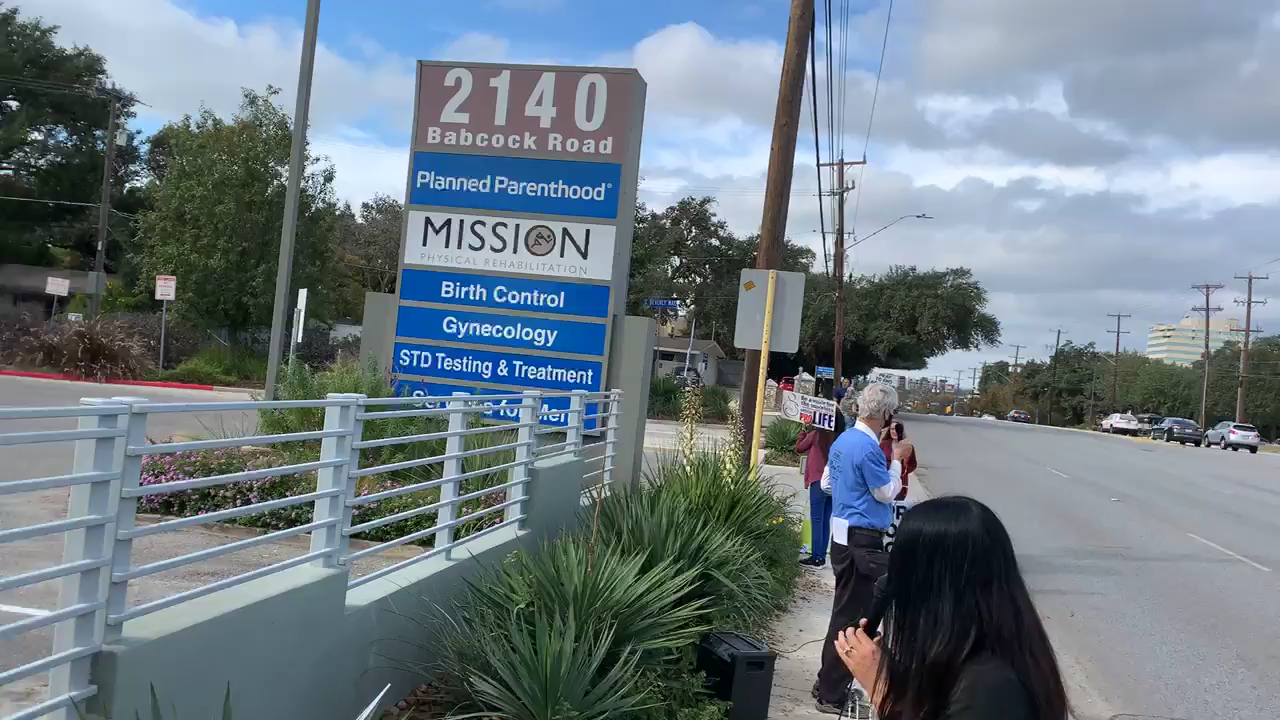 2140
Babcock Road
Planned Parenthood®
MISSION
PHYSICAL REHABILITATION
Birth Control
Gynecology
STD Testing & Treatment
LIFE